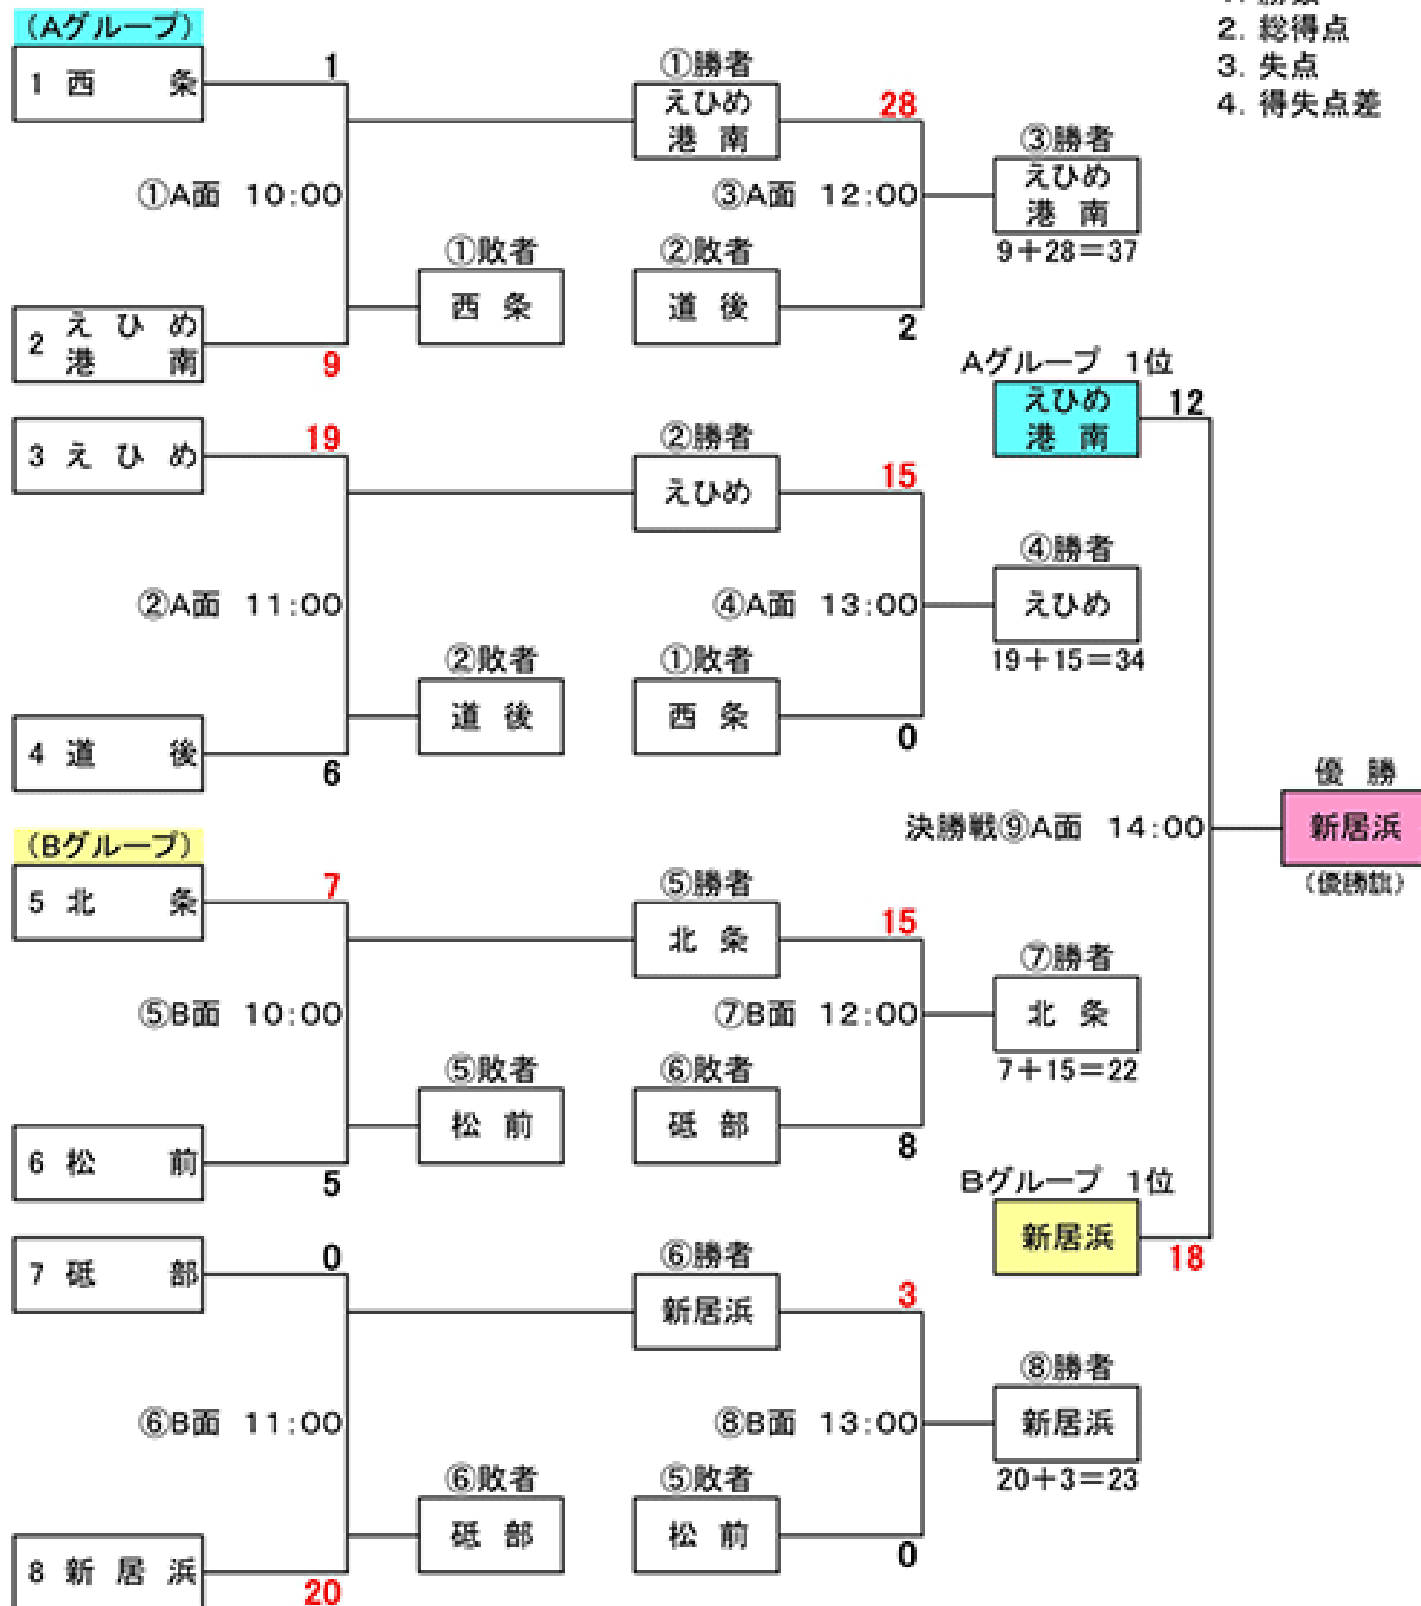 2. 総得点
3. 失点
4. 得失点差
(Aグループ)
1 西 条
1
①A面 10:00
2 えひめ
港 南
9
①敗者
西 条
①勝者
えひめ
港 南
28
③A面 12:00
②敗者
道 後
2
③勝者
えひめ
港 南
9+28=37
3 えひめ
19
②A面 11:00
4 道 後
6
②敗者
道 後
②勝者
えひめ
15
④A面 13:00
①敗者
西 条
0
④勝者
えひめ
19+15=34
Aグループ 1位
えひめ
港 南
12
決勝戦⑨A面 14:00
優 勝
新居浜
(優勝旗)
(Bグループ)
5 北 条
7
⑤B面 10:00
6 松 前
5
⑤敗者
松 前
⑤勝者
北 条
15
⑦B面 12:00
⑥敗者
砥 部
8
⑦勝者
北 条
7+15=22
Bグループ 1位
新居浜
18
7 砥 部
0
⑥B面 11:00
8 新 居 浜
20
⑥敗者
砥 部
⑥勝者
新居浜
3
⑧B面 13:00
⑤敗者
松 前
0
⑧勝者
新居浜
20+3=23